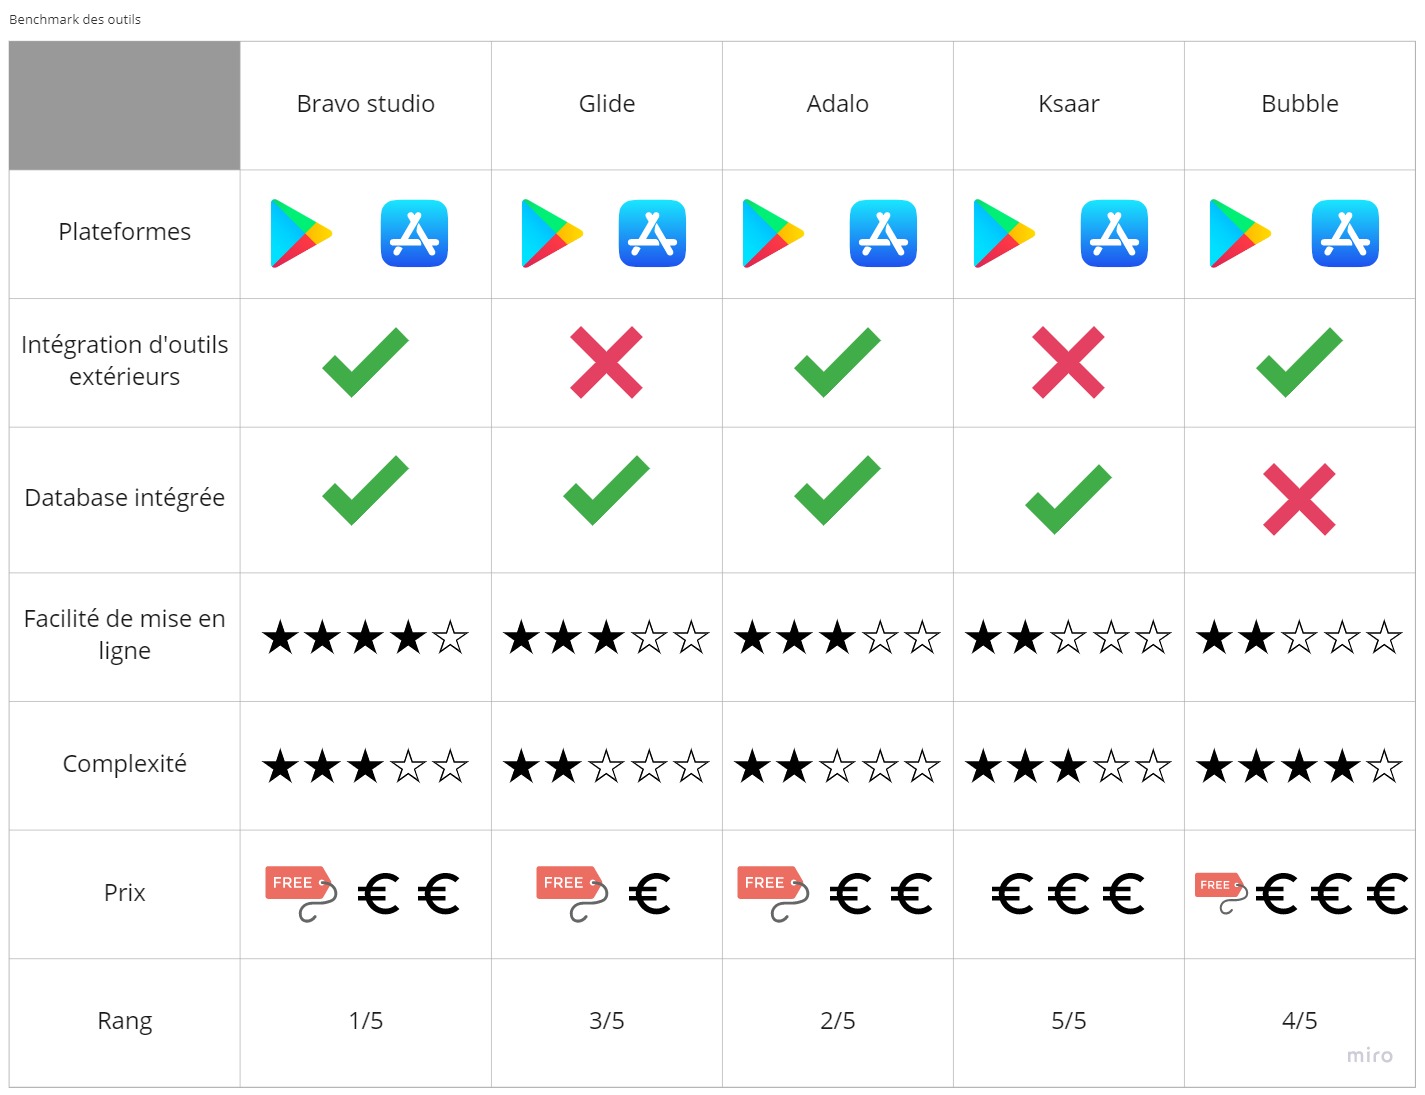 Benchmark des outils
Bravo studio
Glide
Adalo
Ksaar
Bubble
Plateformes
Intégration d'outils
extérieurs
Database intégrée
Facilité de mise en
ligne
Complexité
Prix
FREE € €
FREE €
FREE € €
€ € €
FREE € € €
Rang
1/5
3/5
2/5
5/5
4/5
miro